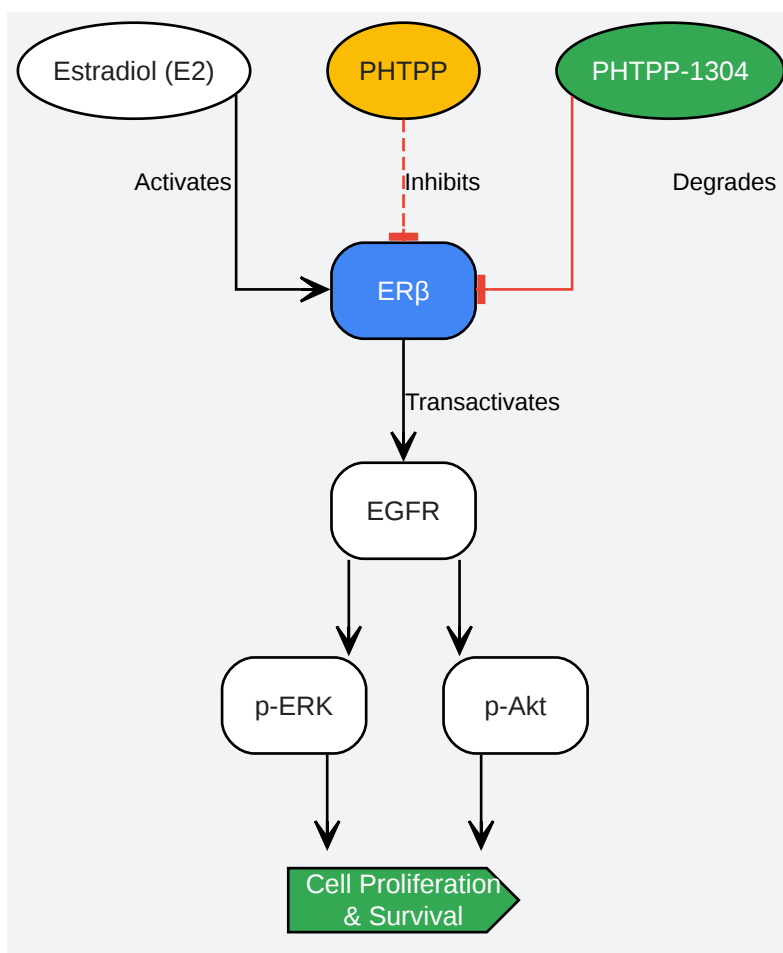 Estradiol (E2)
PHTPP
PHTPP-1304
Activates
Inhibits
Degrades
ERβ
Transactivates
EGFR
p-ERK
p-Akt
Cell Proliferation
& Survival